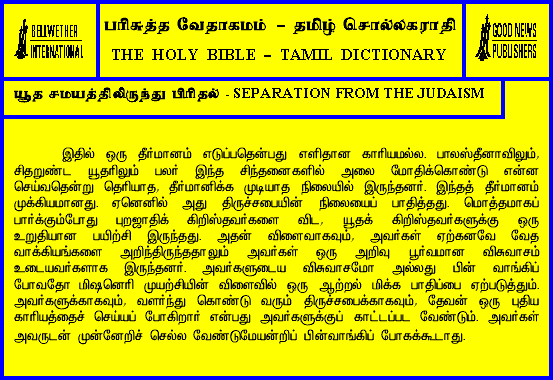 BELLWETHER
INTERNATIONAL
பரிசுத்த வேதாகமம் – தமிழ் சொல்லகராதி
THE HOLY BIBLE – TAMIL DICTIONARY
GOOD NEWS
PUBLISHERS
யூத சமயத்திலிருந்து பிரிதல் - SEPARATION FROM THE JUDAISM
இதில் ஒரு தீர்மானம் எடுப்பதென்பது எளிதான காரியமல்ல. பாலஸ்தீனாவிலும்,
சிதறுண்ட யூதரிலும் பலர் இந்த சிந்தனைகளில் அலை மோதிக்கொண்டு என்ன
செய்வதென்று தெரியாத, தீர்மானிக்க முடியாத நிலையில் இருந்தனர். இந்தத் தீர்மானம்
முக்கியமானது. ஏனெனில் அது திருச்சபையின் நிலையைப் பாதித்தது. மொத்தமாகப்
பார்க்கும்போது புறஜாதிக் கிறிஸ்தவர்களை விட, யூதக் கிறிஸ்தவர்களுக்கு ஒரு
உறுதியான பயிற்சி இருந்தது. அதன் விளைவாகவும், அவர்கள் ஏற்கனவே வேத
வாக்கியங்களை அறிந்திருந்ததாலும் அவர்கள் ஒரு அறிவு பூர்வமான விசுவாசம்
உடையவர்களாக இருந்தனர். அவர்களுடைய விசுவாசமோ அல்லது பின் வாங்கிப்
போவதோ மிஷனெரி முயற்சியின் விளைவில் ஒரு ஆற்றல் மிக்க பாதிப்பை ஏற்படுத்தும்.
அவர்களுக்காகவும், வளர்ந்து கொண்டு வரும் திருச்சபைக்காகவும், தேவன் ஒரு புதிய
காரியத்தைச் செய்யப் போகிறார் என்பது அவர்களுக்குப் காட்டப்பட வேண்டும். அவர்கள்
அவருடன் முன்னேறிச் செல்ல வேண்டுமேயன்றிப் பின்வாங்கிப் போகக்கூடாது.